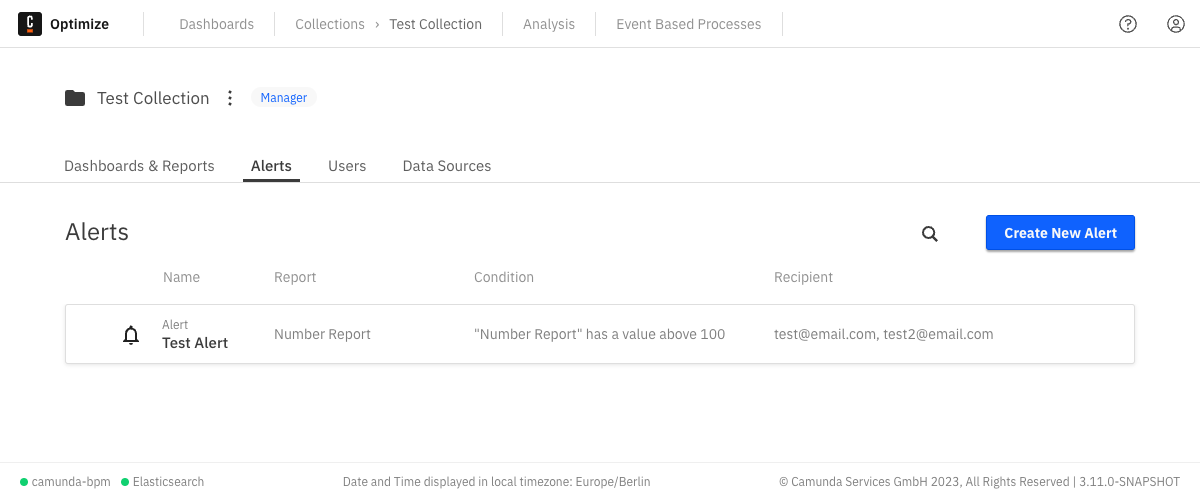 C Optimize Dashboards Collections › Test Collection Analysis Event Based Processes
Test Collection Manager
Dashboards & Reports Alerts Users Data Sources
Alerts Create New Alert
Name Report Condition Recipient
Alert
Test Alert Number Report "Number Report" has a value above 100 test@email.com, test2@email.com
camunda-bpm Elasticsearch Date and Time displayed in local timezone: Europe/Berlin © Camunda Services GmbH 2023, All Rights Reserved | 3.11.0-SNAPSHOT